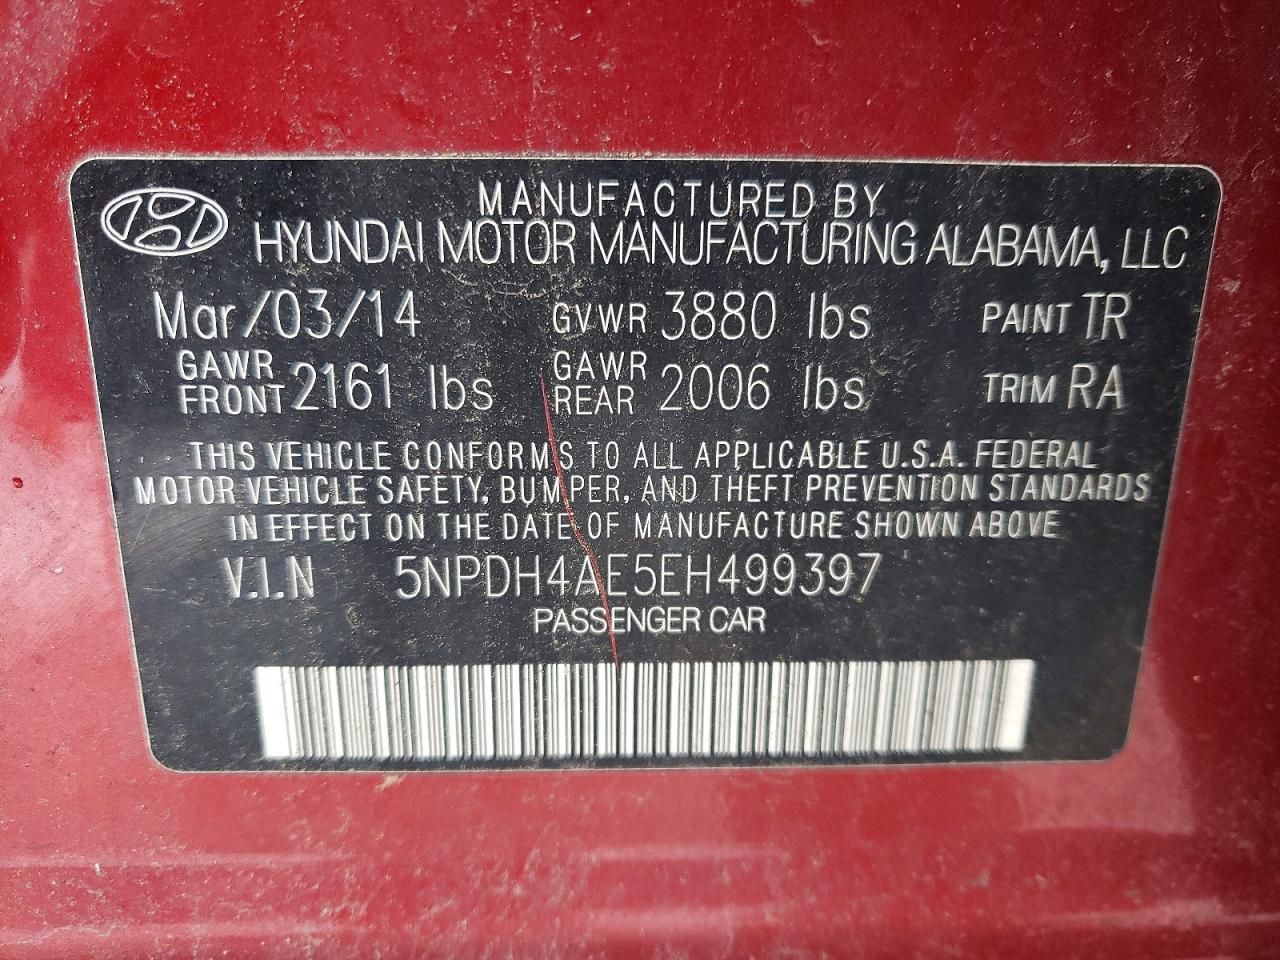 MANUFACTURED BY
HYUNDAI MOTOR MANUFACTURING ALABAMA, LLC
Mar/03/14 GVWR 3880 lbs PAINT TR
GAWR FRONT 2161 lbs GAWR REAR 2006 lbs TRIM RA
THIS VEHICLE CONFORMS TO ALL APPLICABLE U.S.A. FEDERAL
MOTOR VEHICLE SAFETY, BUMPER, AND THEFT PREVENTION STANDARDS
IN EFFECT ON THE DATE OF MANUFACTURE SHOWN ABOVE
V.I.N 5NPDH4AE5EH499397
PASSENGER CAR